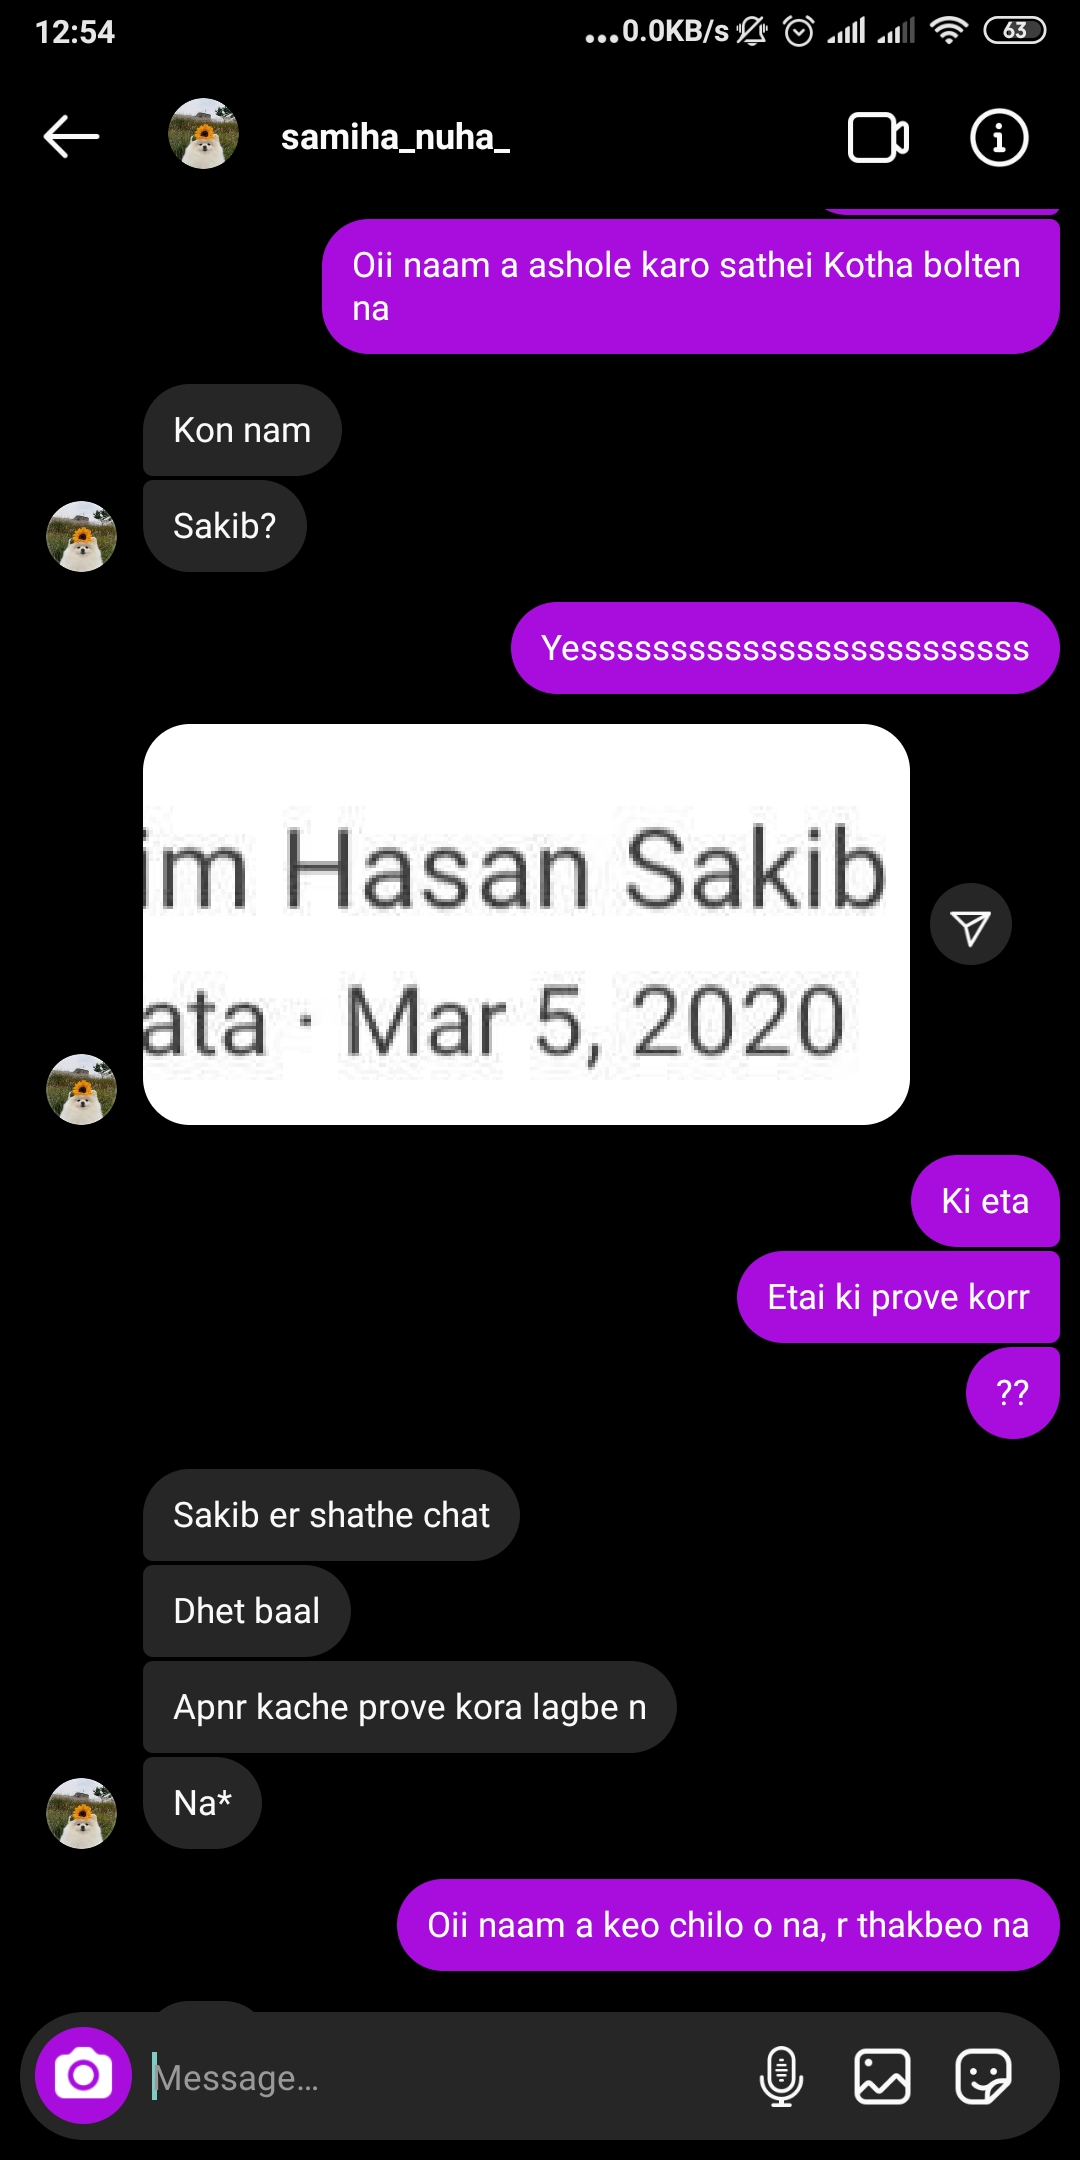 12:54
...0.0KB/s
63
samiha_nuha_
Oii naam a ashole karo sathei Kotha bolten
na
Kon nam
Sakib?
Yesssssssssssssssssssssssss
im Hasan Sakib
ata · Mar 5, 2020
Ki eta
Etai ki prove korr
??
Sakib er shathe chat
Dhet baal
Apnr kache prove kora lagbe n
Na*
Oii naam a keo chilo o na, r thakbeo na
Message...